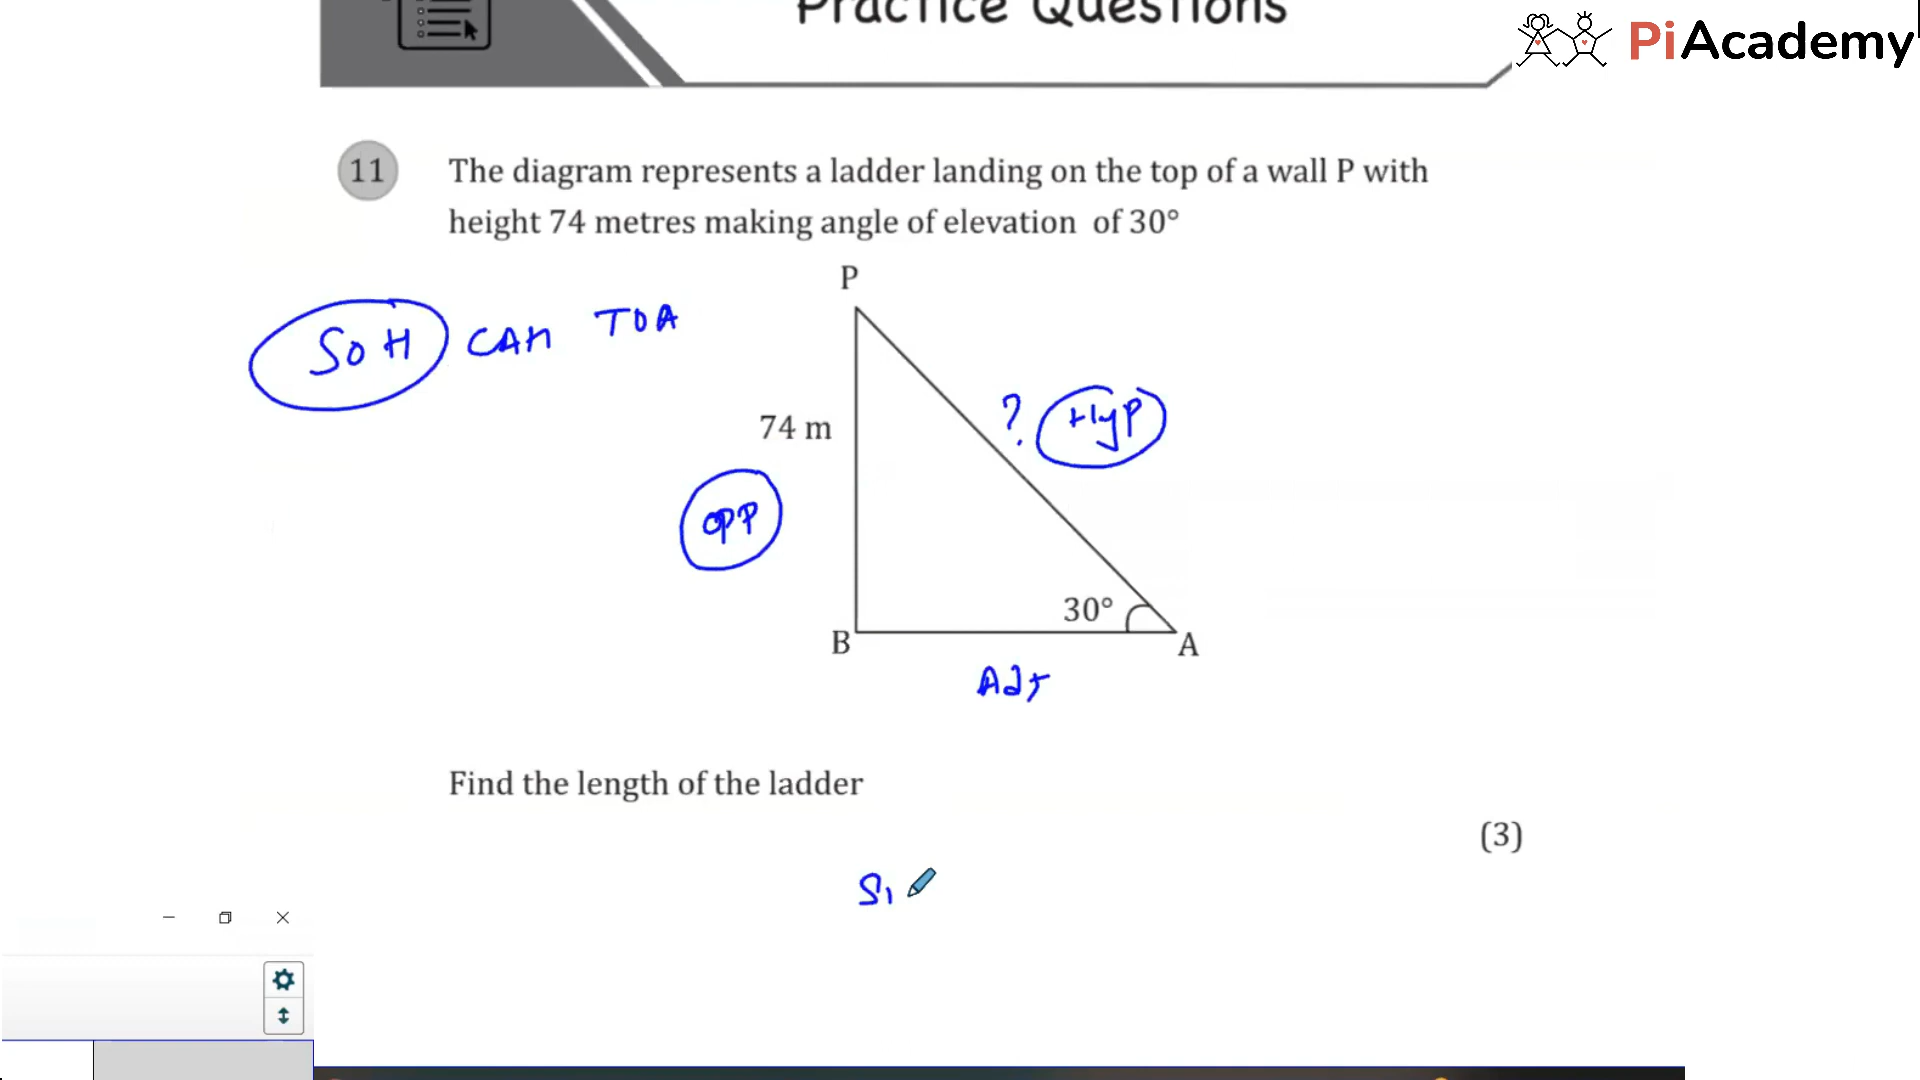 Practice Questions
PiAcademy
11 The diagram represents a ladder landing on the top of a wall P with
height 74 metres making angle of elevation of 30°
P
SOH CAH TOA
? Hyp
74 m
OPP
30°
B
A
Adj
Find the length of the ladder
(3)
Si